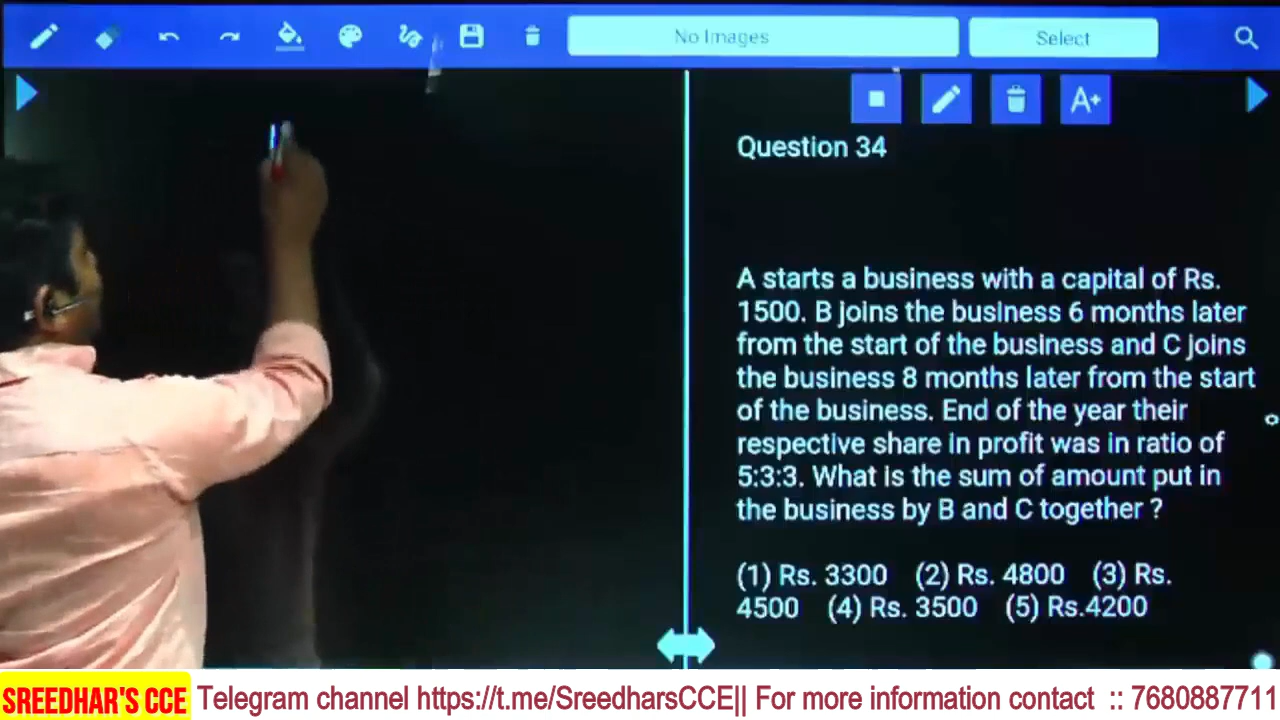 No Images
Select
A+
Question 34
A starts a business with a capital of Rs.
1500. B joins the business 6 months later
from the start of the business and C joins
the business 8 months later from the start
of the business. End of the year their
respective share in profit was in ratio of
5:3:3. What is the sum of amount put in
the business by B and C together ?
(1) Rs. 3300 (2) Rs. 4800 (3) Rs.
4500 (4) Rs. 3500 (5) Rs.4200
SREEDHAR'S CCE Telegram channel https://t.me/SreedharsCCE|| For more information contact :: 7680887711